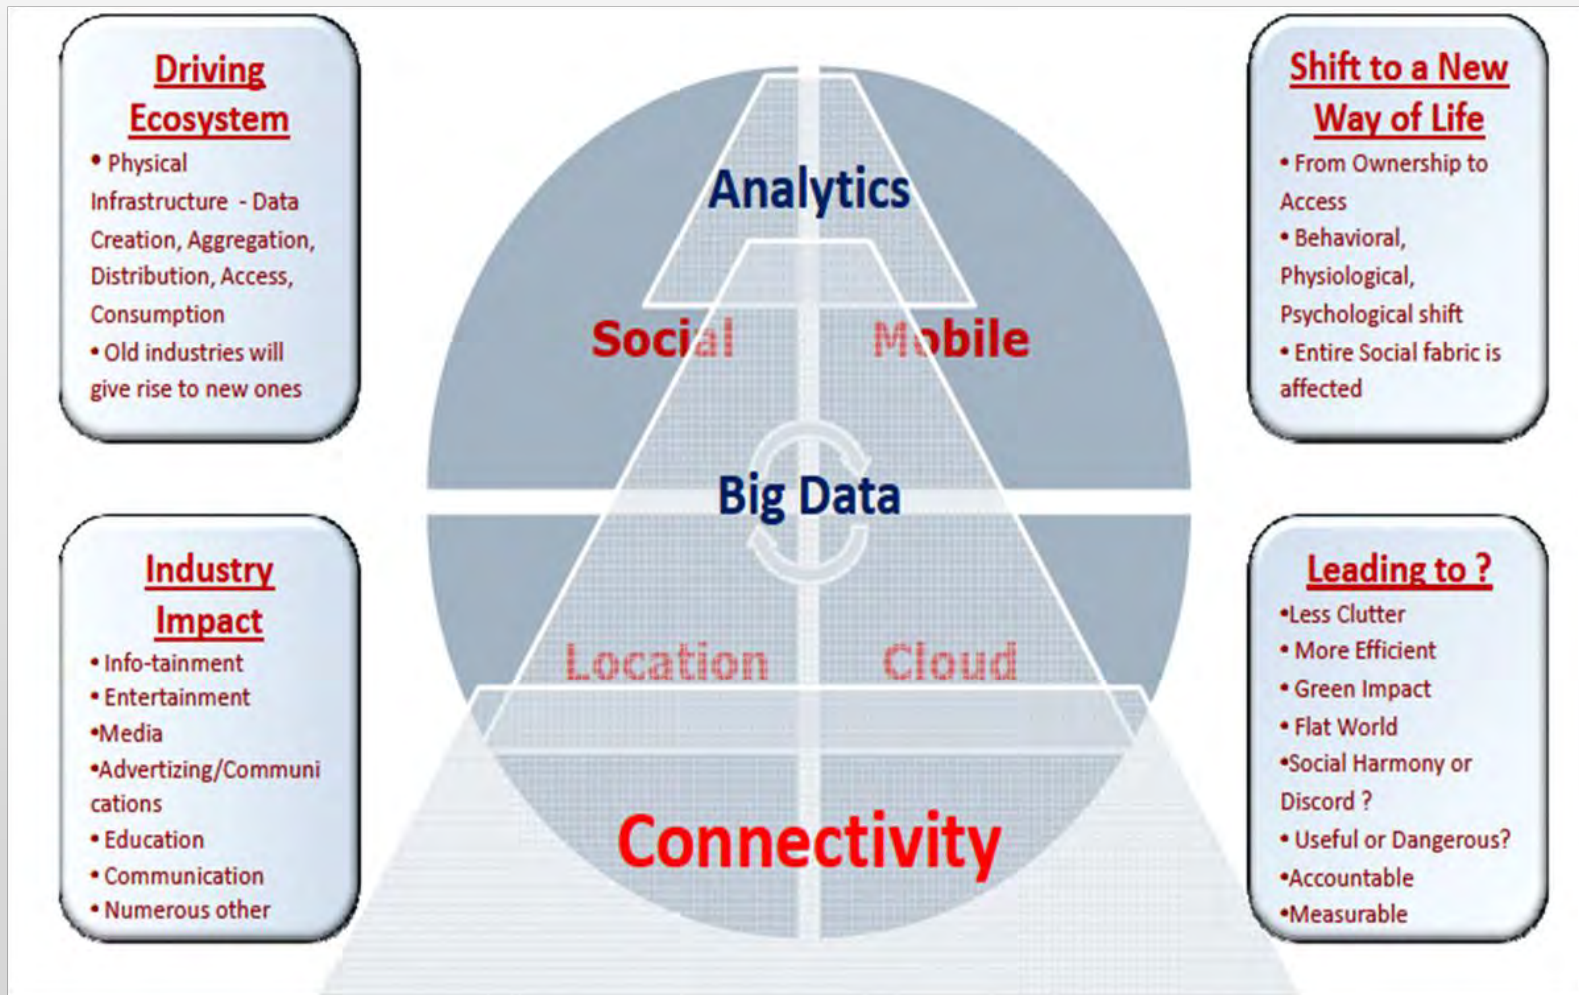 Driving
Ecosystem
• Physical
Infrastructure - Data
Creation, Aggregation,
Distribution, Access,
Consumption
• Old industries will
give rise to new ones
Shift to a New
Way of Life
• From Ownership to
Access
• Behavioral,
Physiological,
Psychological shift
• Entire Social fabric is
affected
Analytics
Social Mobile
Big Data
Location Cloud
Connectivity
Industry
Impact
• Info-tainment
• Entertainment
•Media
•Advertizing/Communi
cations
• Education
• Communication
• Numerous other
Leading to ?
•Less Clutter
• More Efficient
• Green Impact
• Flat World
•Social Harmony or
Discord ?
• Useful or Dangerous?
•Accountable
•Measurable